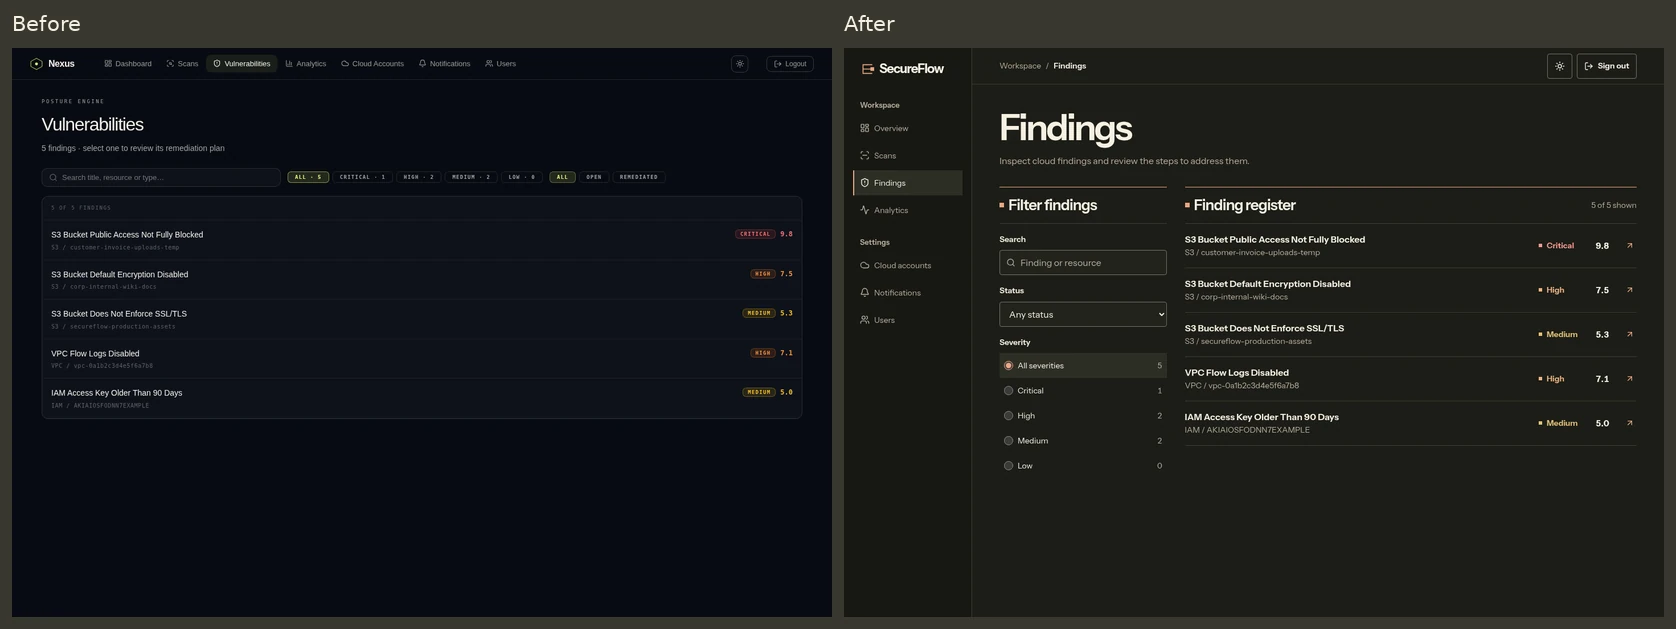 Before
Nexus
Dashboard
Scans
Vulnerabilities
Analytics
Cloud Accounts
Notifications
Users
Logout
POSTURE ENGINE
Vulnerabilities
5 findings · select one to review its remediation plan
Search title, resource or type...
ALL · 5
CRITICAL · 1
HIGH · 2
MEDIUM · 2
LOW · 0
ALL
OPEN
REMEDIATED
5 OF 5 FINDINGS
S3 Bucket Public Access Not Fully Blocked
CRITICAL 9.8
S3 / customer-invoice-uploads-temp
S3 Bucket Default Encryption Disabled
HIGH 7.5
S3 / corp-internal-wiki-docs
S3 Bucket Does Not Enforce SSL/TLS
MEDIUM 5.3
S3 / secureflow-production-assets
VPC Flow Logs Disabled
HIGH 7.1
VPC / vpc-0a1b2c3d4e5f6a7b8
IAM Access Key Older Than 90 Days
MEDIUM 5.0
IAM / AKIAIOSFODNN7EXAMPLE
After
SecureFlow
Workspace
Overview
Scans
Findings
Analytics
Settings
Cloud accounts
Notifications
Users
Workspace / Findings
Sign out
Findings
Inspect cloud findings and review the steps to address them.
Filter findings
Search
Finding or resource
Status
Any status
Severity
All severities 5
Critical 1
High 2
Medium 2
Low 0
Finding register
5 of 5 shown
S3 Bucket Public Access Not Fully Blocked
S3 / customer-invoice-uploads-temp
Critical 9.8
S3 Bucket Default Encryption Disabled
S3 / corp-internal-wiki-docs
High 7.5
S3 Bucket Does Not Enforce SSL/TLS
S3 / secureflow-production-assets
Medium 5.3
VPC Flow Logs Disabled
VPC / vpc-0a1b2c3d4e5f6a7b8
High 7.1
IAM Access Key Older Than 90 Days
IAM / AKIAIOSFODNN7EXAMPLE
Medium 5.0